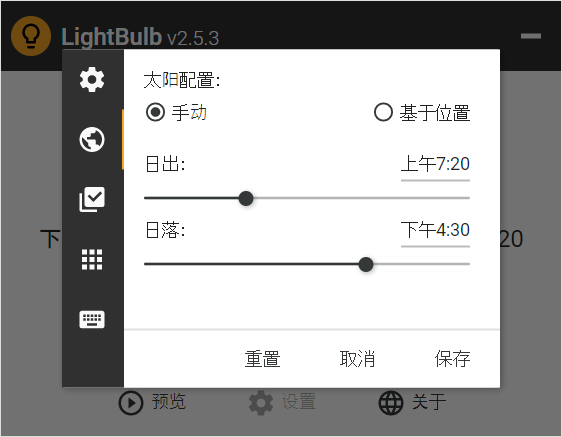 LightBulb v2.5.3
太阳配置:
手动 基于位置
日出: 上午7:20
下 20
日落: 下午4:30
重置 取消 保存
预览 设置 关于